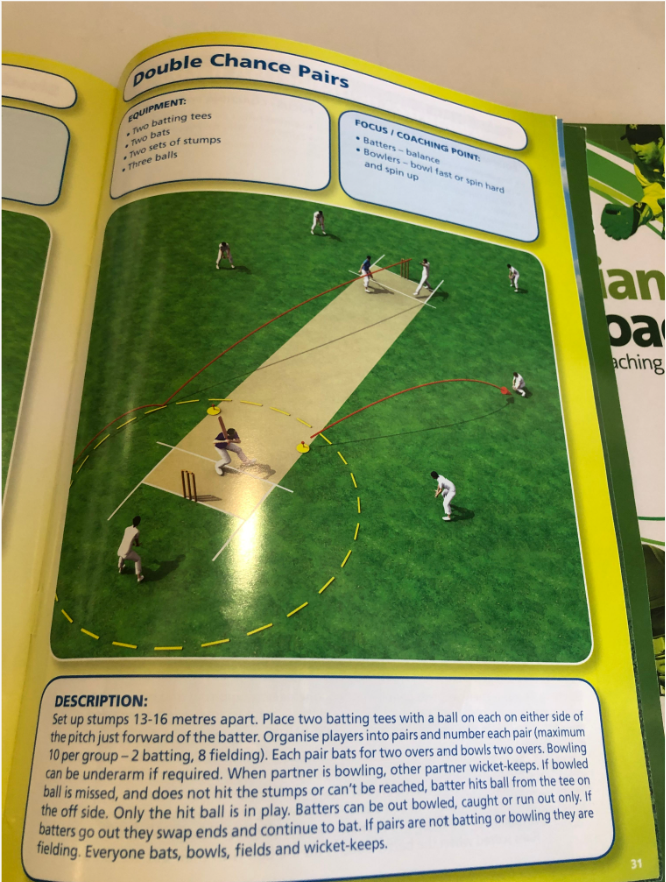 Double Chance Pairs
EQUIPMENT:
• Two batting tees
• Two bats
• Two sets of stumps
• Three balls
FOCUS / COACHING POINT:
• Batters – balance
• Bowlers – bowl fast or spin hard
and spin up
ian
oa
aching
DESCRIPTION:
Set up stumps 13-16 metres apart. Place two batting tees with a ball on each on either side of
the pitch just forward of the batter. Organise players into pairs and number each pair (maximum
10 per group – 2 batting, 8 fielding). Each pair bats for two overs and bowls two overs. Bowling
can be underarm if required. When partner is bowling, other partner wicket-keeps. If bowled
ball is missed, and does not hit the stumps or can't be reached, batter hits ball from the tee on
the off side. Only the hit ball is in play. Batters can be out bowled, caught or run out only. If
batters go out they swap ends and continue to bat. If pairs are not batting or bowling they are
fielding. Everyone bats, bowls, fields and wicket-keeps.
31